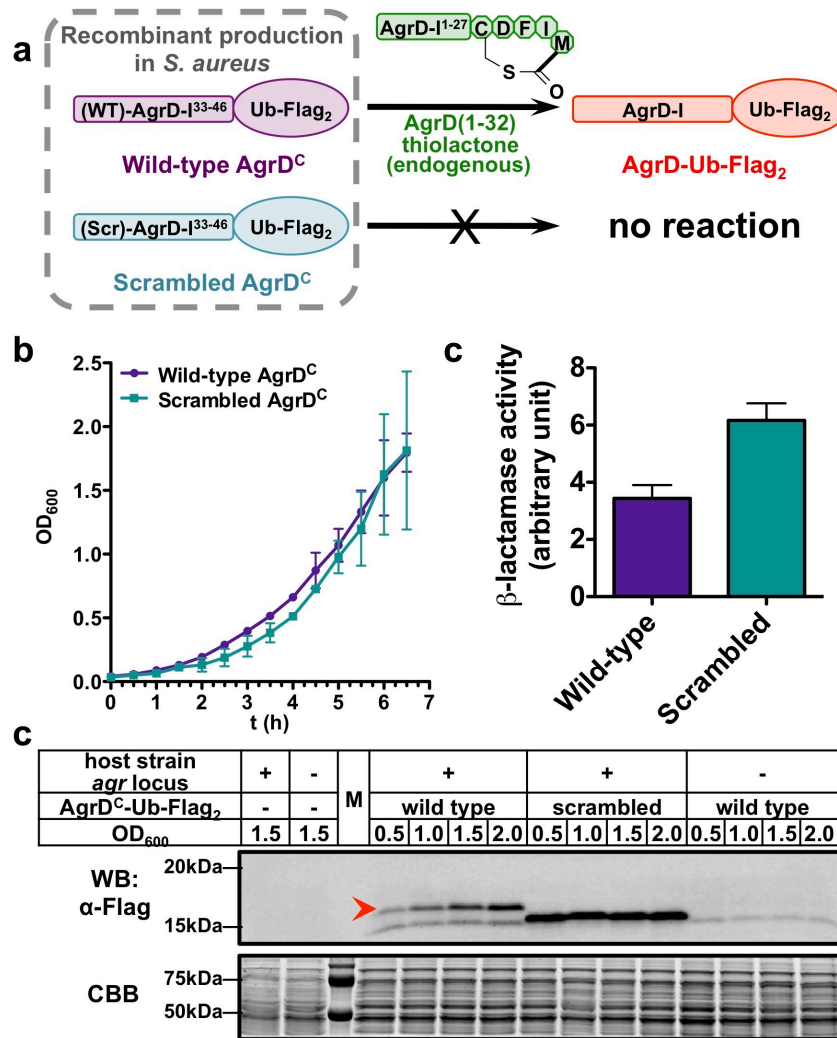 a
Recombinant production
in S. aureus
(WT)-AgrD-I³³⁻⁴⁶ Ub-Flag₂
Wild-type AgrDᶜ
(Scr)-AgrD-I³³⁻⁴⁶ Ub-Flag₂
Scrambled AgrDᶜ
AgrD-I¹⁻²⁷ C D F I M
S O
AgrD(1-32)
thiolactone
(endogenous)
AgrD-I Ub-Flag₂
AgrD-Ub-Flag₂
X
no reaction
b
Wild-type AgrDᶜ
Scrambled AgrDᶜ
OD₆₀₀
2.5
2.0
1.5
1.0
0.5
0.0
0 1 2 3 4 5 6 7
t (h)
c
β-lactamase activity
(arbitrary unit)
8
6
4
2
0
Wild-type
Scrambled
c
host strain
agr locus + - M + + -
AgrDᶜ-Ub-Flag₂ - - wild type scrambled wild type
OD₆₀₀ 1.5 1.5 0.5 1.0 1.5 2.0 0.5 1.0 1.5 2.0 0.5 1.0 1.5 2.0
WB:
α-Flag
20kDa
15kDa
CBB
75kDa
50kDa